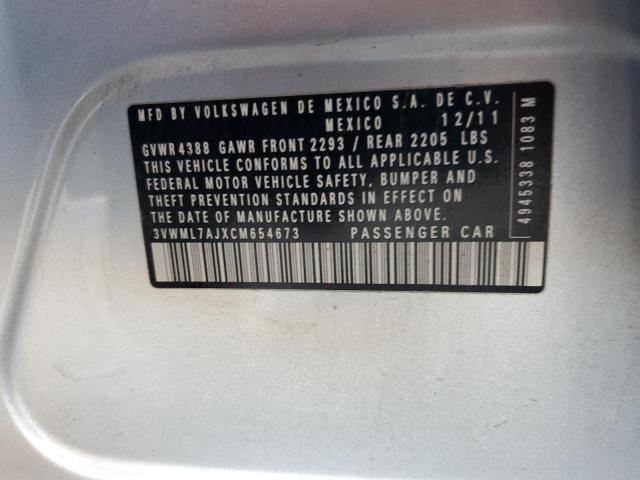 MFD BY VOLKSWAGEN DE MEXICO S.A. DE C.V.
MEXICO 12/11
GVWR 4388 GAWR FRONT 2293 / REAR 2205 LBS
THIS VEHICLE CONFORMS TO ALL APPLICABLE U.S.
FEDERAL MOTOR VEHICLE SAFETY, BUMPER AND
THEFT PREVENTION STANDARDS IN EFFECT ON
THE DATE OF MANUFACTURE SHOWN ABOVE.
3VWML7AJXCM654673 PASSENGER CAR
4945338 1083 M